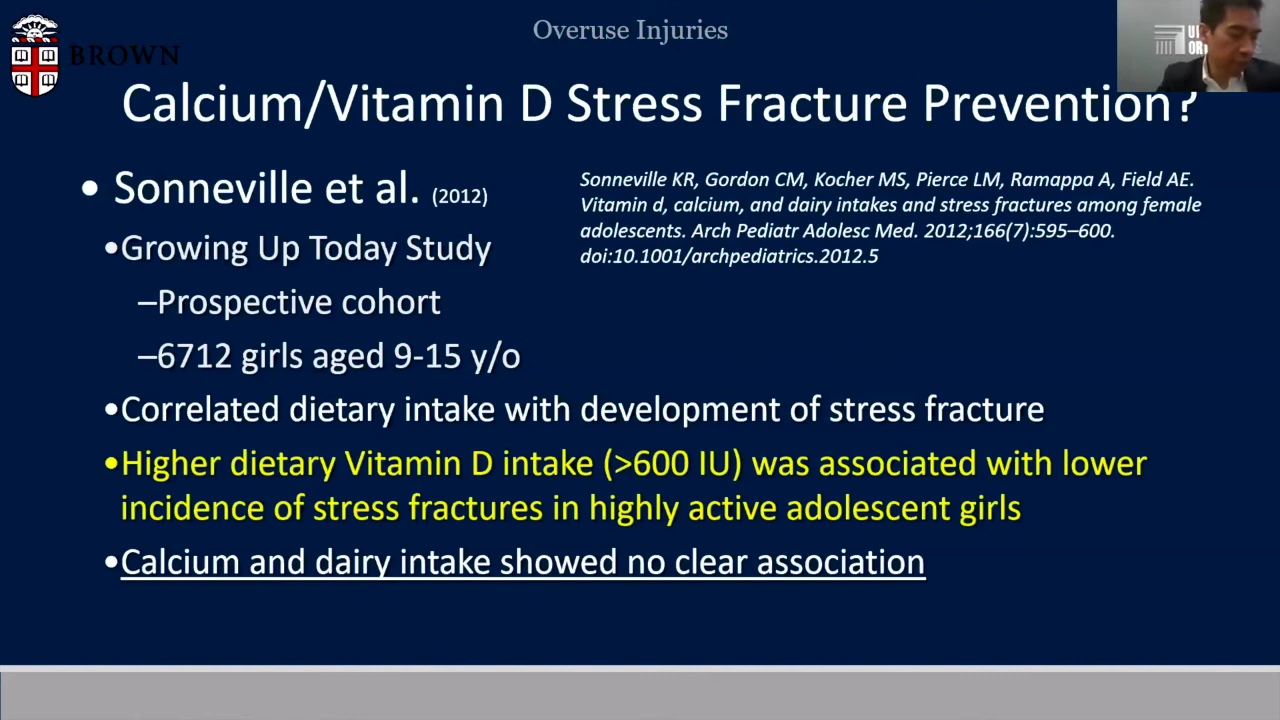 Overuse Injuries
BROWN
Calcium/Vitamin D Stress Fracture Prevention?
• Sonneville et al. (2012)
Sonneville KR, Gordon CM, Kocher MS, Pierce LM, Ramappa A, Field AE.
Vitamin d, calcium, and dairy intakes and stress fractures among female
adolescents. Arch Pediatr Adolesc Med. 2012;166(7):595–600.
doi:10.1001/archpediatrics.2012.5
•Growing Up Today Study
–Prospective cohort
–6712 girls aged 9-15 y/o
•Correlated dietary intake with development of stress fracture
•Higher dietary Vitamin D intake (>600 IU) was associated with lower
incidence of stress fractures in highly active adolescent girls
•Calcium and dairy intake showed no clear association